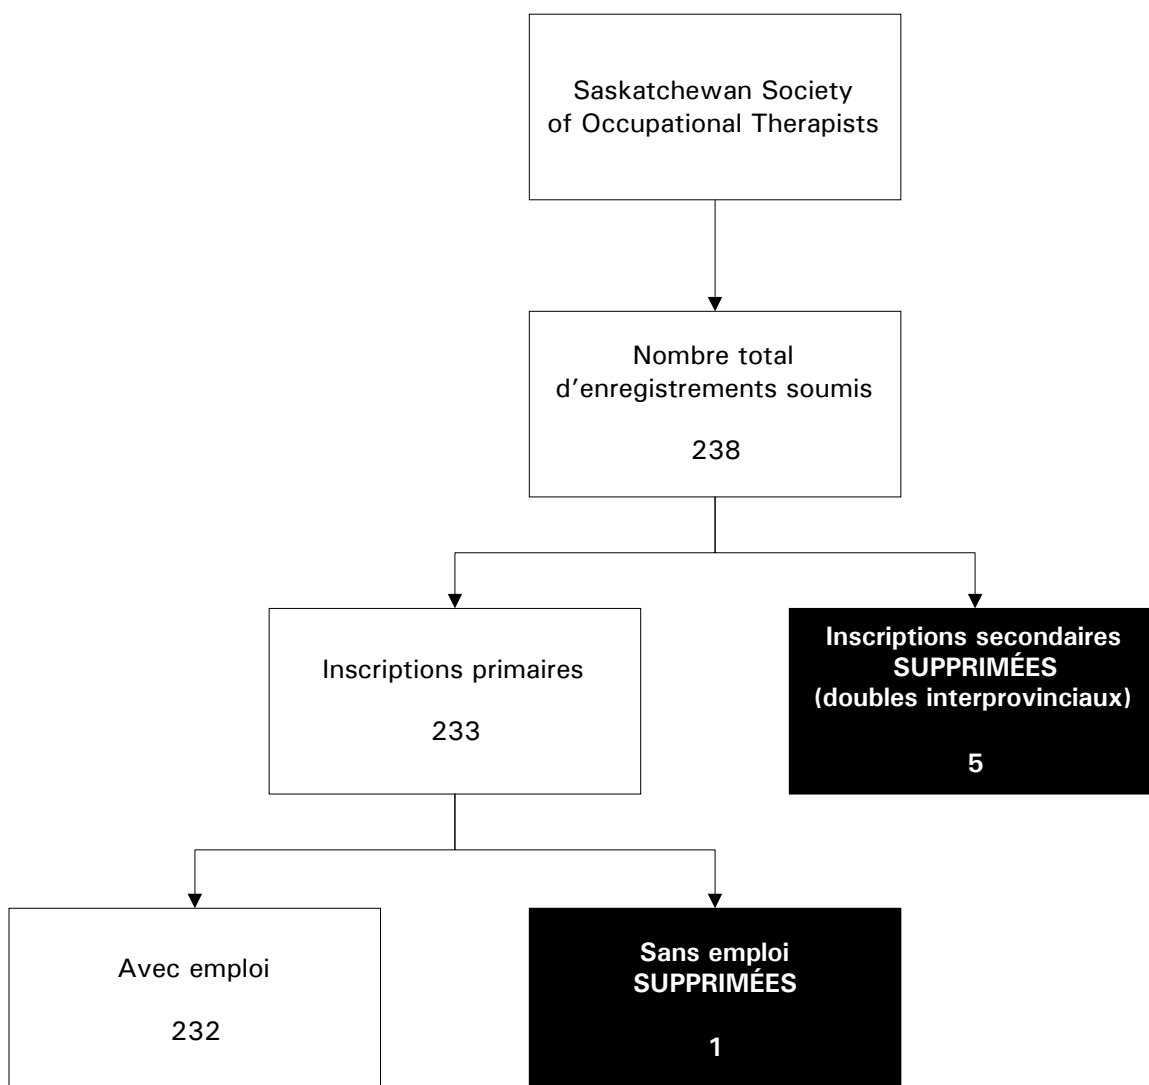 Saskatchewan Society
of Occupational Therapists
Nombre total
d'enregistrements soumis
238
Inscriptions primaires
233
Inscriptions secondaires
SUPPRIMÉES
(doubles interprovinciaux)
5
Avec emploi
232
Sans emploi
SUPPRIMÉES
1